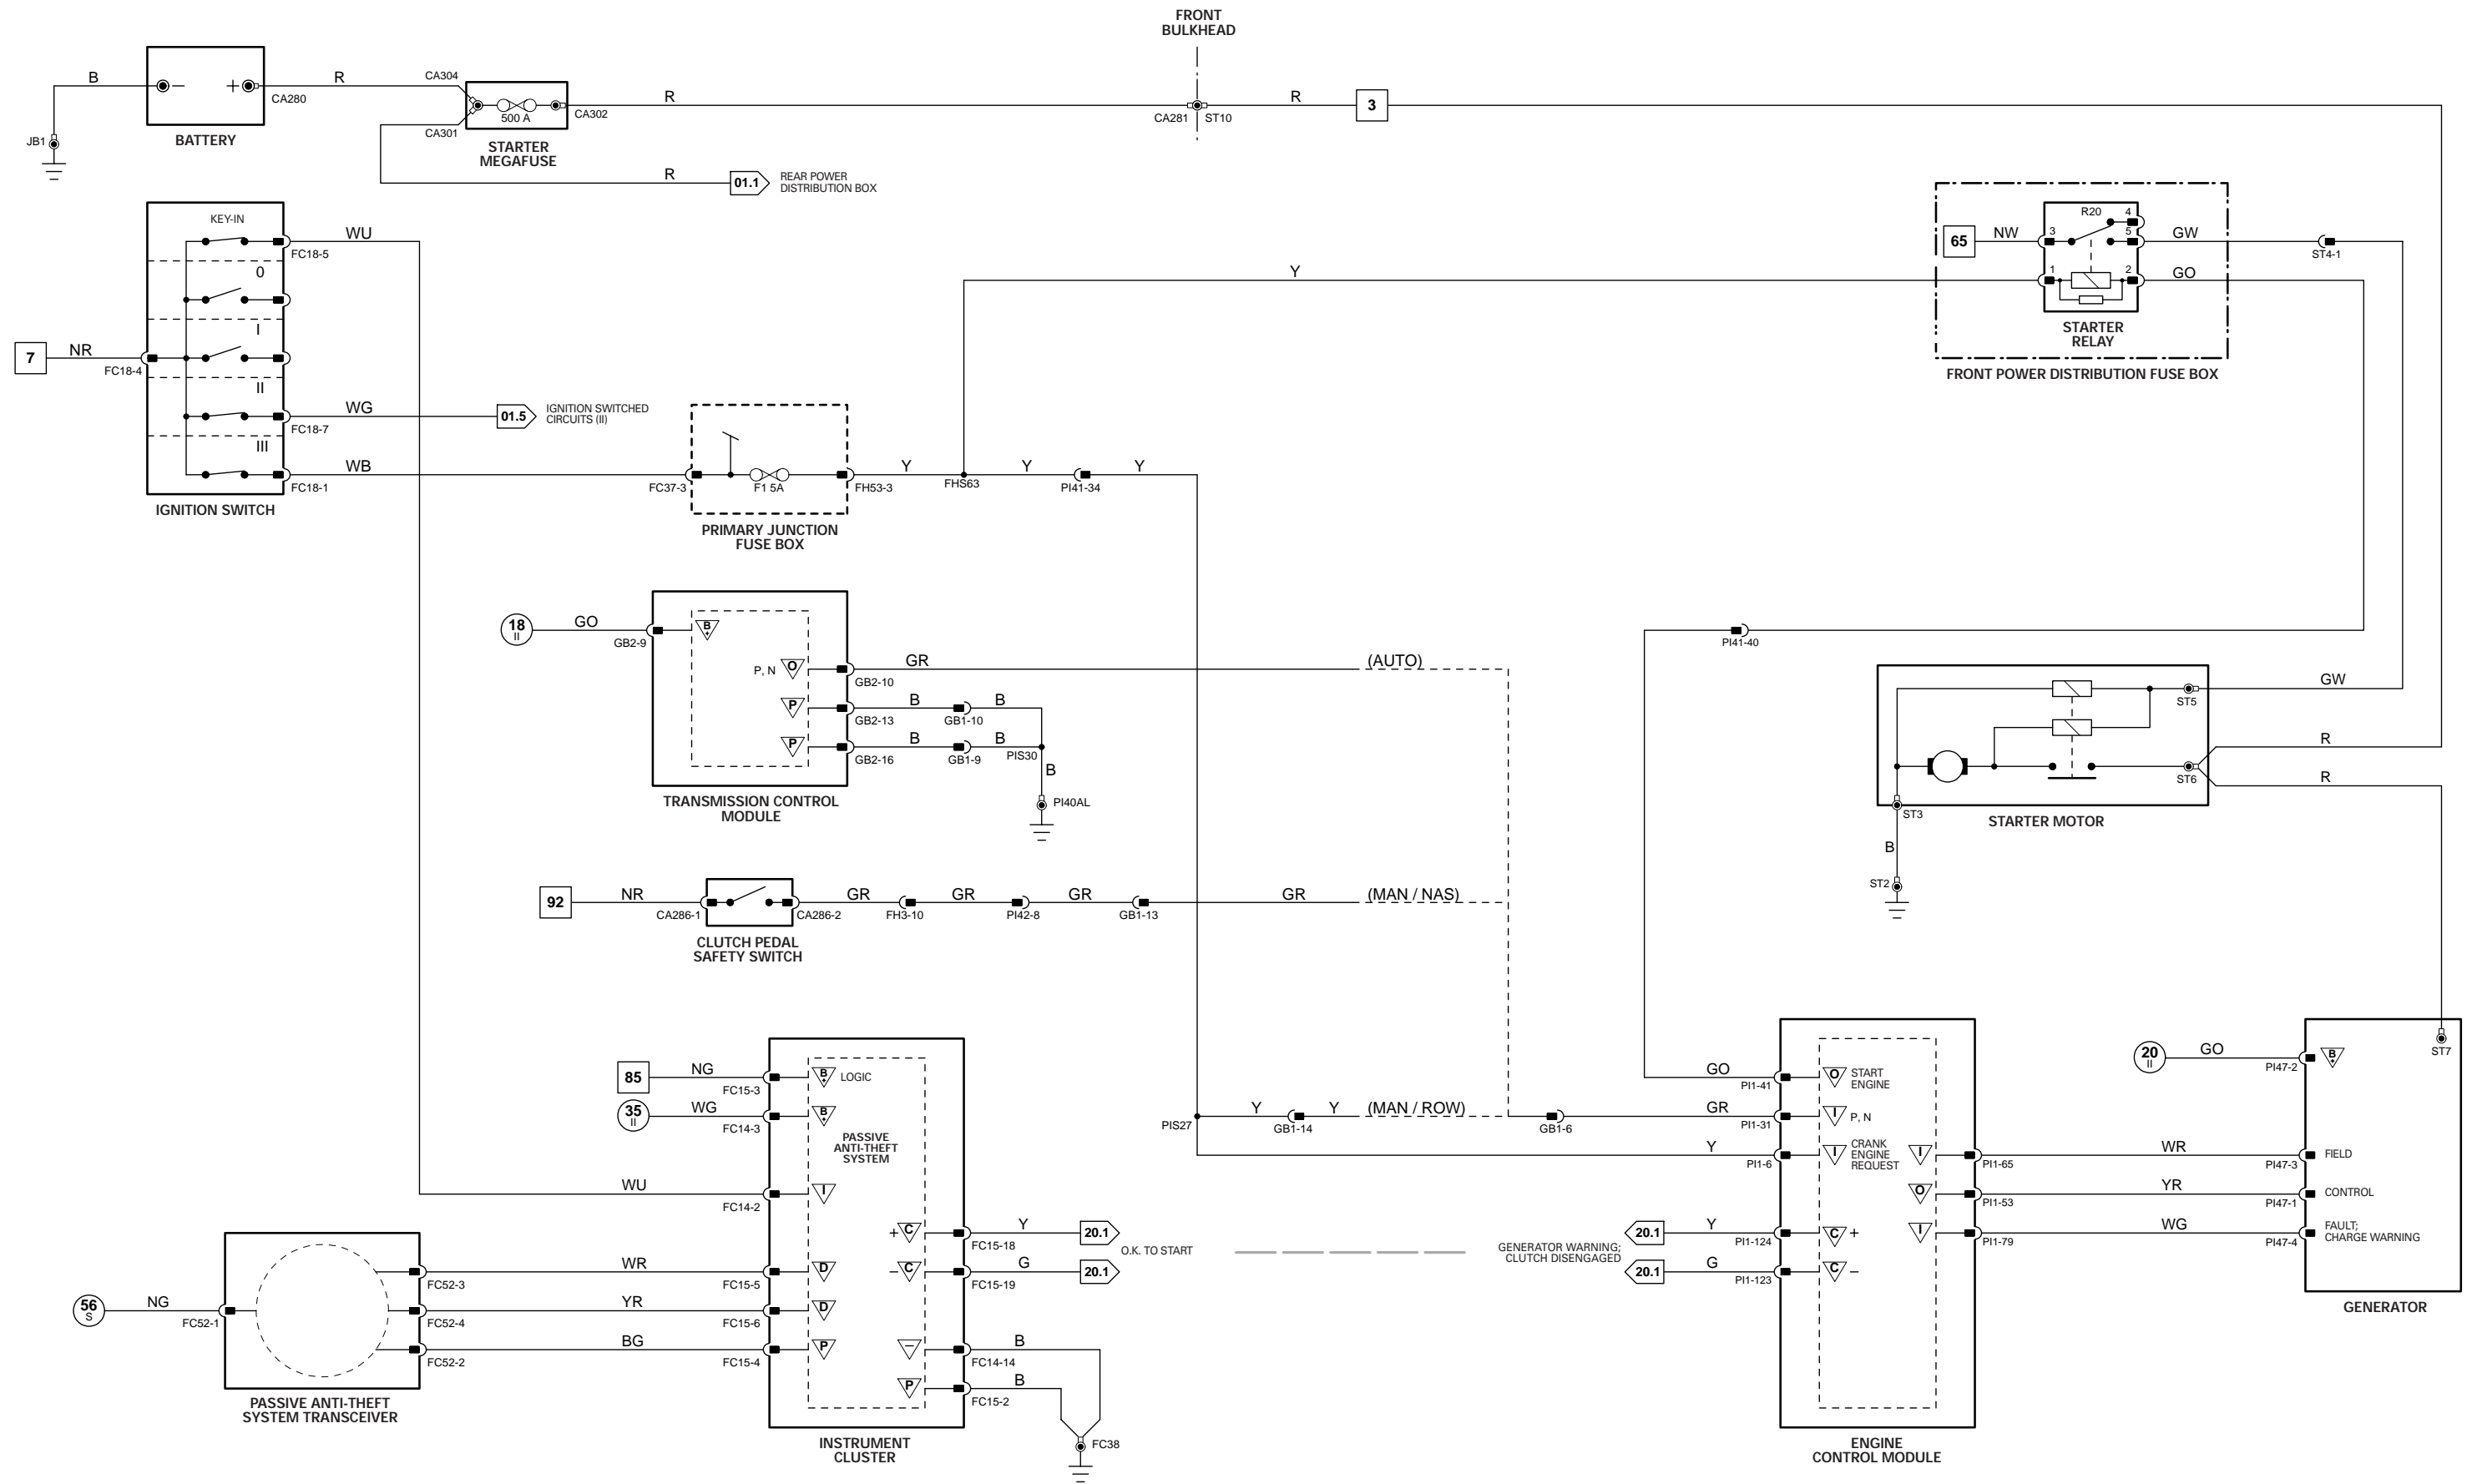 FRONT
BULKHEAD
B
− +
R
CA304
CA280
BATTERY
JB1
500 A
CA301
CA302
STARTER
MEGAFUSE
R
CA281
ST10
R
3
R
01.1
REAR POWER
DISTRIBUTION BOX
KEY-IN
WU
FC18-5
0
I
7
NR
FC18-4
II
WG
FC18-7
01.5
IGNITION SWITCHED
CIRCUITS (II)
III
WB
FC18-1
IGNITION SWITCH
FC37-3
F1 5A
FH53-3
PRIMARY JUNCTION
FUSE BOX
Y
FHS63
Y
PI41-34
Y
Y
65
NW
R20
3
4
5
1
2
GW
GO
ST4-1
STARTER
RELAY
FRONT POWER DISTRIBUTION FUSE BOX
18
II
GO
GB2-9
B
+
P, N
O
GR
GB2-10
(AUTO)
P
B
GB2-13
GB1-10
B
P
B
GB2-16
GB1-9
B
PIS30
B
PI40AL
TRANSMISSION CONTROL
MODULE
PI41-40
GW
ST5
R
ST6
R
ST3
STARTER MOTOR
B
ST2
92
NR
CA286-1
CA286-2
GR
FH3-10
GR
PI42-8
GR
GB1-13
GR
(MAN / NAS)
CLUTCH PEDAL
SAFETY SWITCH
85
NG
FC15-3
B
+
LOGIC
35
II
WG
FC14-3
B
+
PASSIVE
ANTI-THEFT
SYSTEM
WU
FC14-2
I
+
C
Y
FC15-18
20.1
O.K. TO START
−
C
G
FC15-19
20.1
WR
FC52-3
FC15-5
D
56
S
NG
FC52-1
YR
FC52-4
FC15-6
D
BG
FC52-2
FC15-4
P
−
B
FC14-14
P
B
FC15-2
FC38
PASSIVE ANTI-THEFT
SYSTEM TRANSCEIVER
INSTRUMENT
CLUSTER
PIS27
Y
GB1-14
Y
(MAN / ROW)
GB1-6
GO
PI1-41
O
START
ENGINE
GR
PI1-31
I
P, N
Y
PI1-6
I
CRANK
ENGINE
REQUEST
GENERATOR WARNING;
CLUTCH DISENGAGED
20.1
Y
PI1-124
C
+
20.1
G
PI1-123
C
−
I
PI1-65
WR
PI47-3
FIELD
O
PI1-53
YR
PI47-1
CONTROL
I
PI1-79
WG
PI47-4
FAULT;
CHARGE WARNING
20
II
GO
PI47-2
B
+
ST7
GENERATOR
ENGINE
CONTROL MODULE